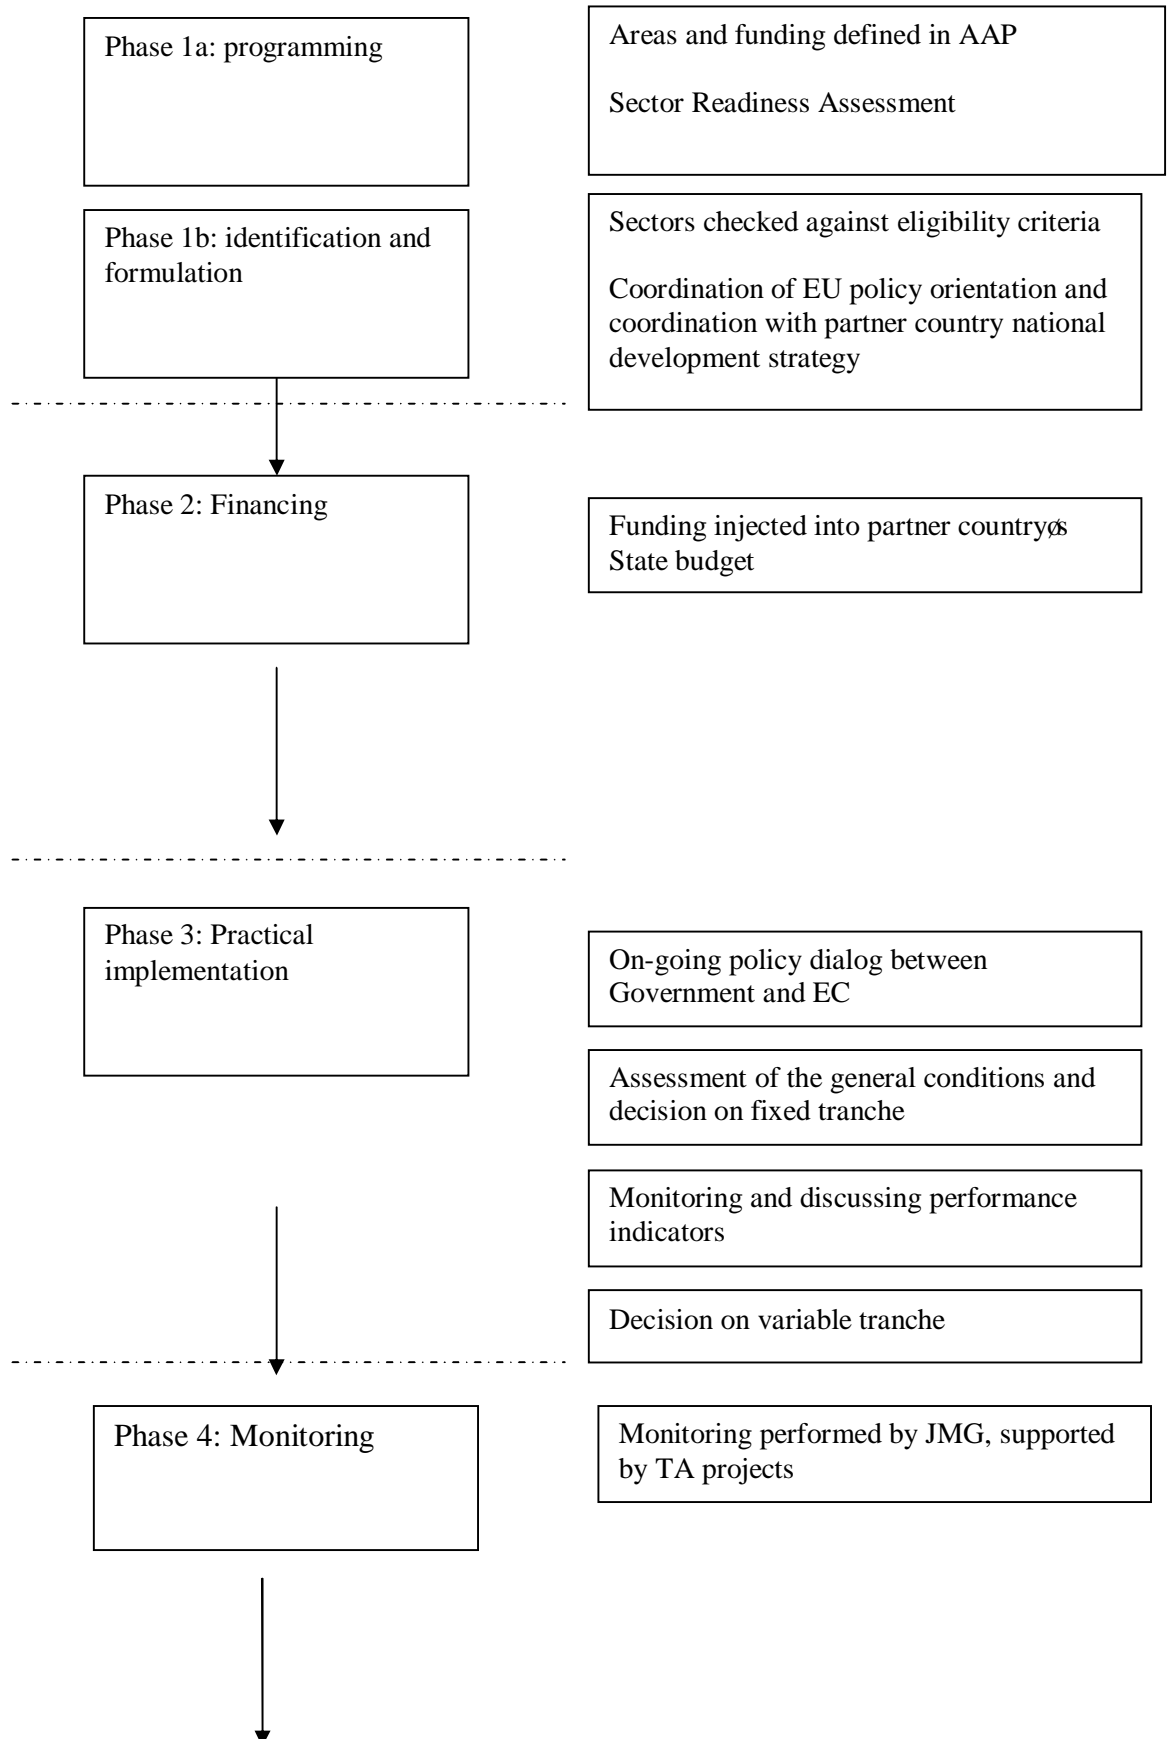 Phase 1a: programming
Areas and funding defined in AAP
Sector Readiness Assessment
Phase 1b: identification and
formulation
Sectors checked against eligibility criteria
Coordination of EU policy orientation and
coordination with partner country national
development strategy
Phase 2: Financing
Funding injected into partner countryøs
State budget
Phase 3: Practical
implementation
On-going policy dialog between
Government and EC
Assessment of the general conditions and
decision on fixed tranche
Monitoring and discussing performance
indicators
Decision on variable tranche
Phase 4: Monitoring
Monitoring performed by JMG, supported
by TA projects